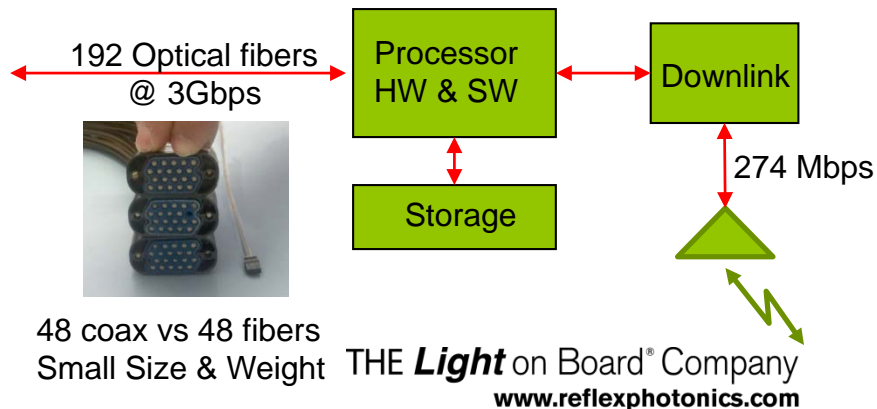 192 Optical fibers
@ 3Gbps
Processor
HW & SW
Downlink
274 Mbps
Storage
48 coax vs 48 fibers
Small Size & Weight
THE Light on Board® Company
www.reflexphotonics.com